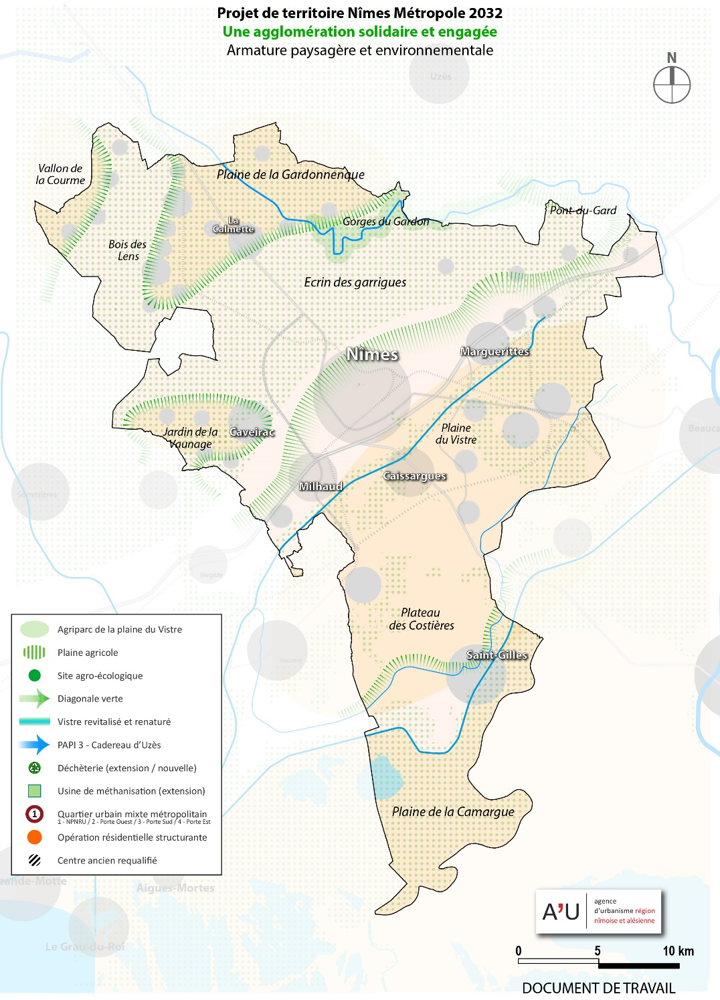 Projet de territoire Nîmes Métropole 2032
Une agglomération solidaire et engagée
Armature paysagère et environnementale
N
Uzès
Vallon de
la Courme
Plaine de la Gardonnenque
Pont-du-Gard
La
Calmette
Gorges du Gardon
Bois des
Lens
Ecrin des garrigues
Nîmes
Marguerittes
Jardin de la
Vaunage
Caveirac
Plaine
du Vistre
Beauca
Sommières
Milhaud
Caissargues
Vergèze
Plateau
des Costières
Saint-Gilles
Vauvert
Plaine de la Camargue
Agriparc de la plaine du Vistre
Plaine agricole
Site agro-écologique
Diagonale verte
Vistre revitalisé et renaturé
PAPI 3 - Cadereau d'Uzès
Déchèterie (extension / nouvelle)
Usine de méthanisation (extension)
1
Quartier urbain mixte métropolitain
1 - NPNRU / 2 - Porte Ouest / 3 - Porte Sud / 4 - Porte Est
Opération résidentielle structurante
Centre ancien requalifié
rande-Motte
Aigues-Mortes
Le Grau-du-Roi
A'U
agence
d'urbanisme région
nîmoise et alésienne
0 5 10 km
DOCUMENT DE TRAVAIL